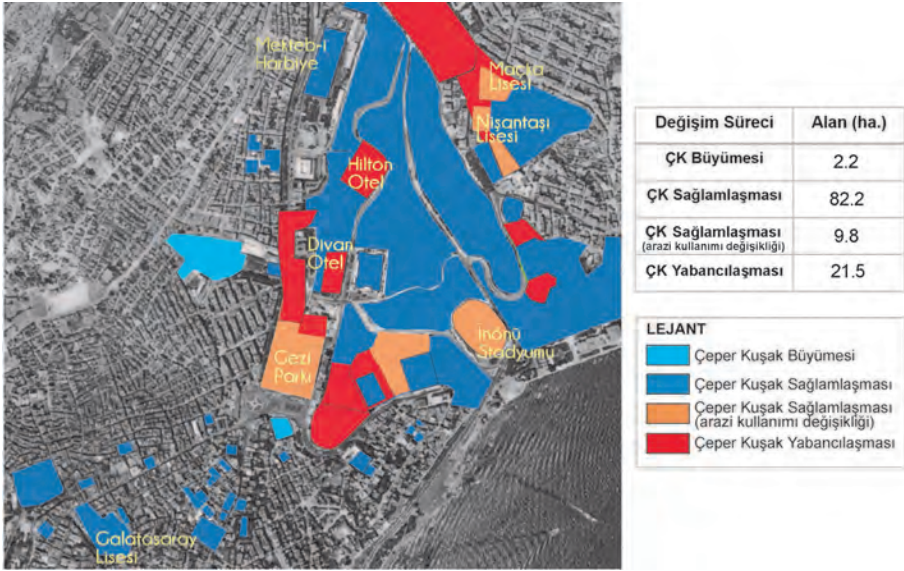 Mekteb-i
Harbiye
Maçka
Lisesi
Nişantaşı
Lisesi
Hilton
Otel
Divan
Otel
İnönü
Stadyumu
Gezi
Parkı
Galatasaray
Lisesi
Değişim Süreci Alan (ha.)
ÇK Büyümesi 2.2
ÇK Sağlamlaşması 82.2
ÇK Sağlamlaşması 9.8
(arazi kullanımı değişikliği)
ÇK Yabancılaşması 21.5
LEJANT
Çeper Kuşak Büyümesi
Çeper Kuşak Sağlamlaşması
Çeper Kuşak Sağlamlaşması
(arazi kullanımı değişikliği)
Çeper Kuşak Yabancılaşması